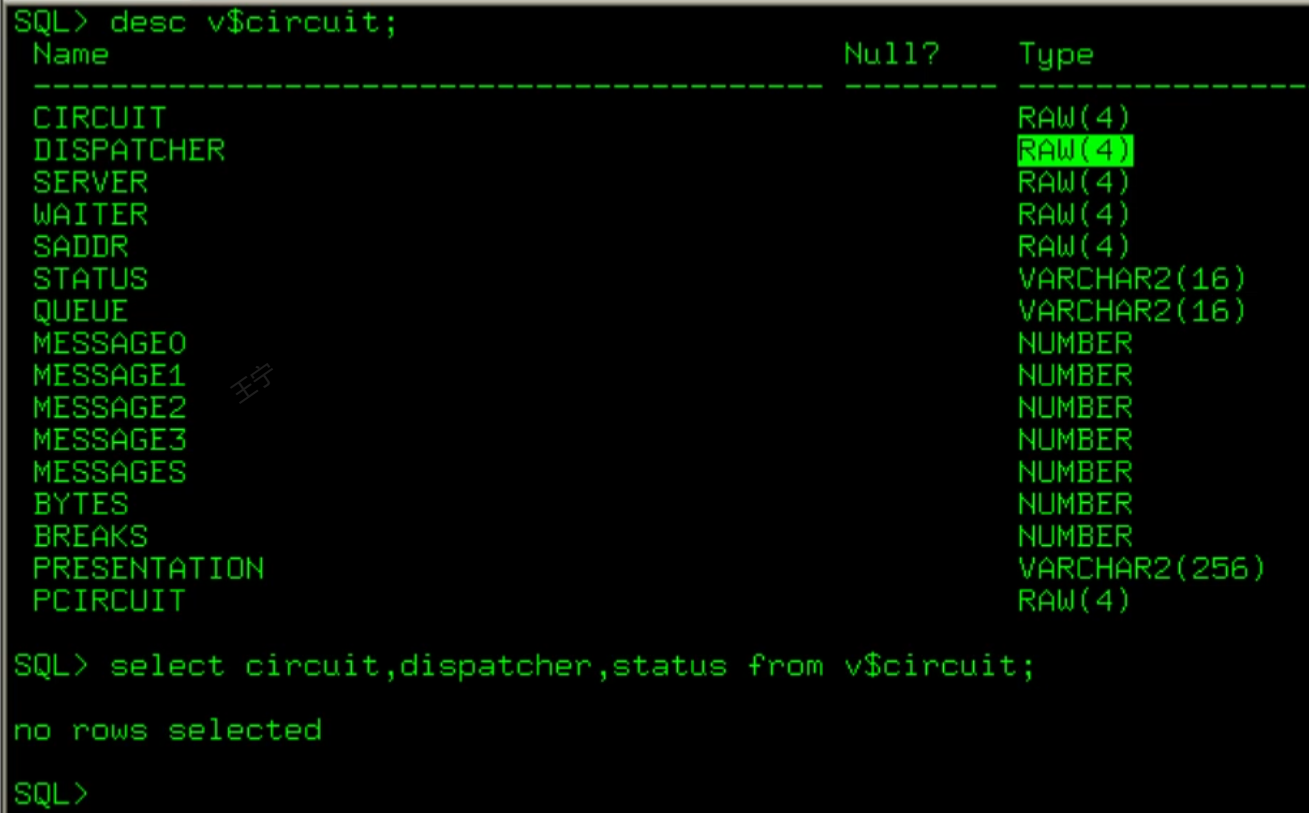 SQL> desc v$circuit;
Name Null? Type
----------------------------------------- -------- ---------------
CIRCUIT RAW(4)
DISPATCHER RAW(4)
SERVER RAW(4)
WAITER RAW(4)
SADDR RAW(4)
STATUS VARCHAR2(16)
QUEUE VARCHAR2(16)
MESSAGE0 NUMBER
MESSAGE1 NUMBER
王宁
MESSAGE2 NUMBER
MESSAGE3 NUMBER
MESSAGES NUMBER
BYTES NUMBER
BREAKS NUMBER
PRESENTATION VARCHAR2(256)
PCIRCUIT RAW(4)
SQL> select circuit,dispatcher,status from v$circuit;
no rows selected
SQL>